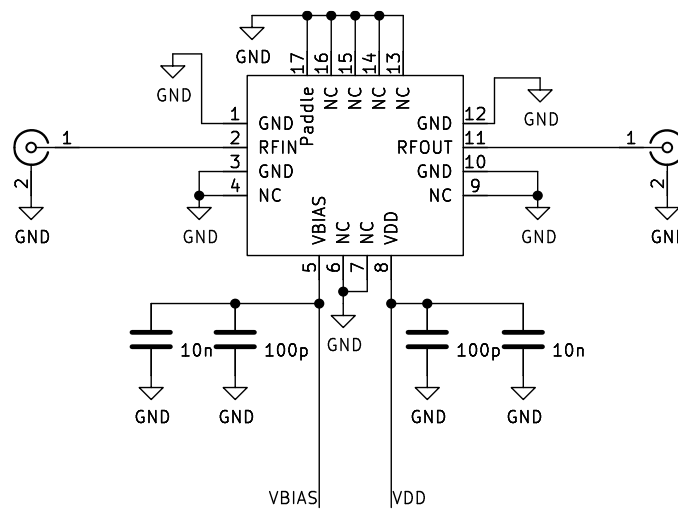 GND
17
16
15
14
13
Paddle
NC
NC
NC
NC
GND
GND
1
GND
GND
12
1
2
RFIN
RFOUT
11
1
3
GND
GND
10
4
NC
NC
9
2
2
GND
GND
GND
GND
VBIAS
NC
NC
VDD
5
6
7
8
10n
100p
GND
100p
10n
GND
GND
GND
GND
VBIAS
VDD